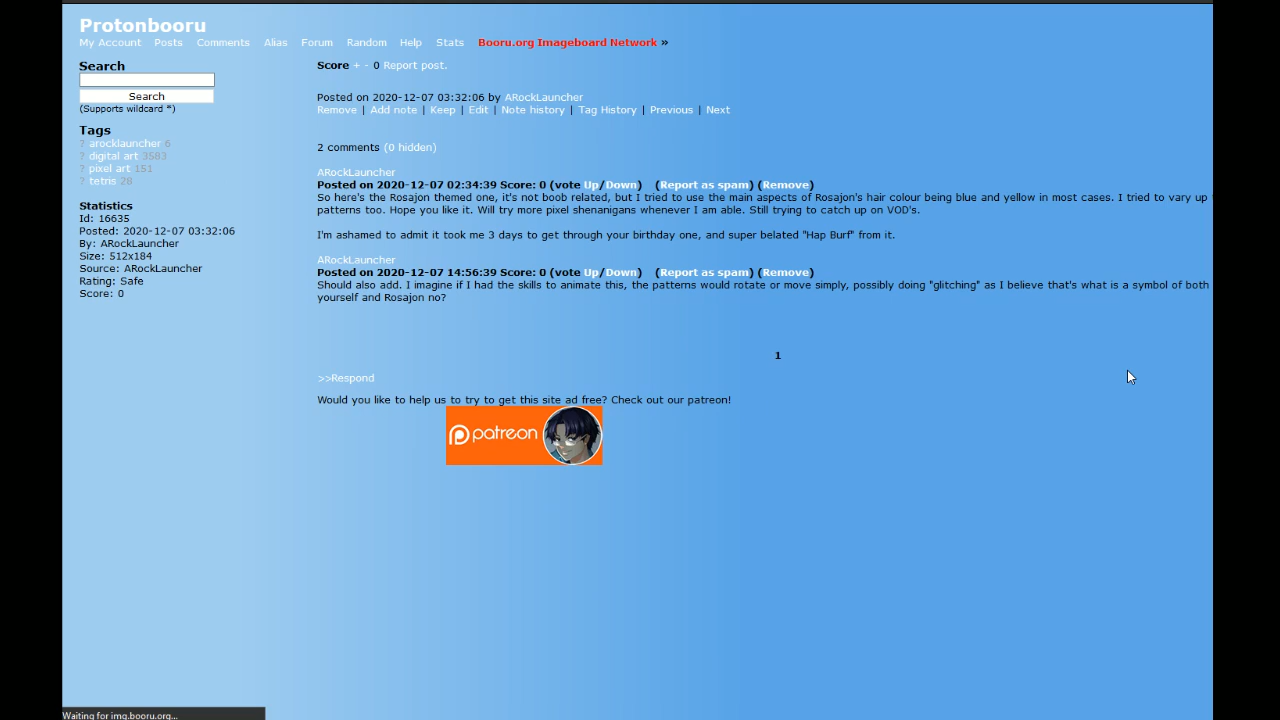 Protonbooru
My Account Posts Comments Alias Forum Random Help Stats Booru.org Imageboard Network »
Search
Search
(Supports wildcard *)
Tags
? arocklauncher 6
? digital art 3583
? pixel art 151
? tetris 28
Statistics
Id: 16635
Posted: 2020-12-07 03:32:06
By: ARockLauncher
Size: 512x184
Source: ARockLauncher
Rating: Safe
Score: 0
Score + - 0 Report post.
Posted on 2020-12-07 03:32:06 by ARockLauncher
Remove | Add note | Keep | Edit | Note history | Tag History | Previous | Next
2 comments (0 hidden)
ARockLauncher
Posted on 2020-12-07 02:34:39 Score: 0 (vote Up/Down) (Report as spam) (Remove)
So here's the Rosajon themed one, it's not boob related, but I tried to use the main aspects of Rosajon's hair colour being blue and yellow in most cases. I tried to vary up
patterns too. Hope you like it. Will try more pixel shenanigans whenever I am able. Still trying to catch up on VOD's.
I'm ashamed to admit it took me 3 days to get through your birthday one, and super belated "Hap Burf" from it.
ARockLauncher
Posted on 2020-12-07 14:56:39 Score: 0 (vote Up/Down) (Report as spam) (Remove)
Should also add. I imagine if I had the skills to animate this, the patterns would rotate or move simply, possibly doing "glitching" as I believe that's what is a symbol of both
yourself and Rosajon no?
1
>>Respond
Would you like to help us to try to get this site ad free? Check out our patreon!
patreon
Waiting for img.booru.org...